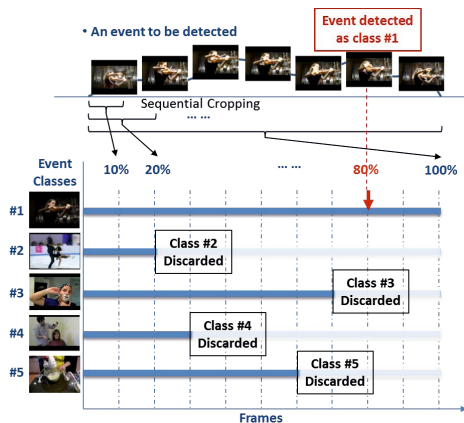 • An event to be detected
Event detected
as class #1
Sequential Cropping
... ...
Event
Classes
10%
20%
... ...
80%
100%
#1
#2
Class #2
Discarded
#3
Class #3
Discarded
#4
Class #4
Discarded
#5
Class #5
Discarded
Frames